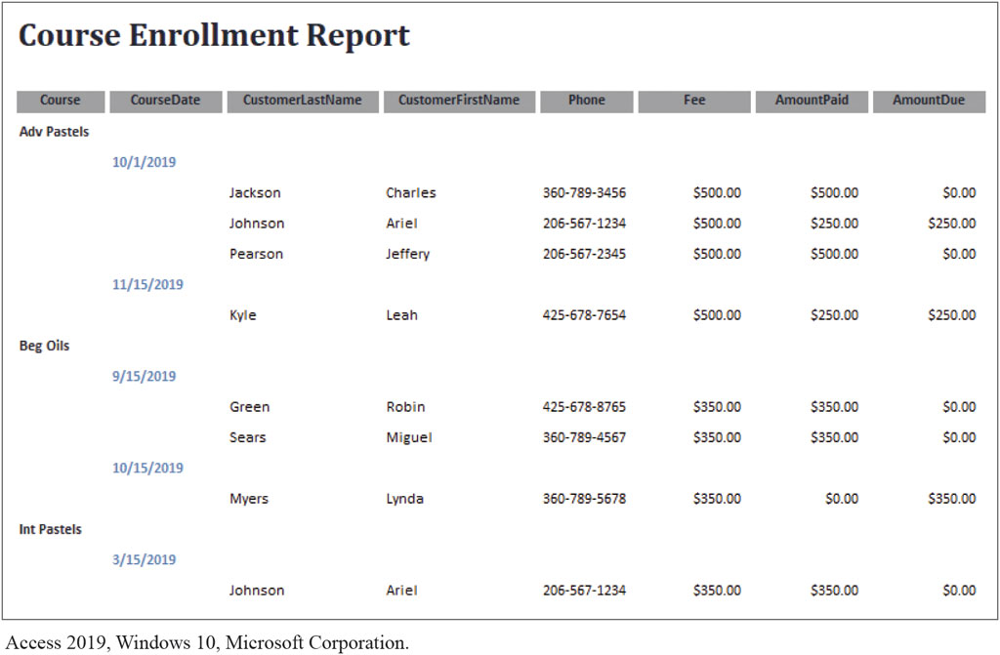 Course Enrollment Report
Course CourseDate CustomerLastName CustomerFirstName Phone Fee AmountPaid AmountDue
Adv Pastels
10/1/2019
Jackson Charles 360-789-3456 $500.00 $500.00 $0.00
Johnson Ariel 206-567-1234 $500.00 $250.00 $250.00
Pearson Jeffery 206-567-2345 $500.00 $500.00 $0.00
11/15/2019
Kyle Leah 425-678-7654 $500.00 $250.00 $250.00
Beg Oils
9/15/2019
Green Robin 425-678-8765 $350.00 $350.00 $0.00
Sears Miguel 360-789-4567 $350.00 $350.00 $0.00
10/15/2019
Myers Lynda 360-789-5678 $350.00 $0.00 $350.00
Int Pastels
3/15/2019
Johnson Ariel 206-567-1234 $350.00 $350.00 $0.00
Access 2019, Windows 10, Microsoft Corporation.